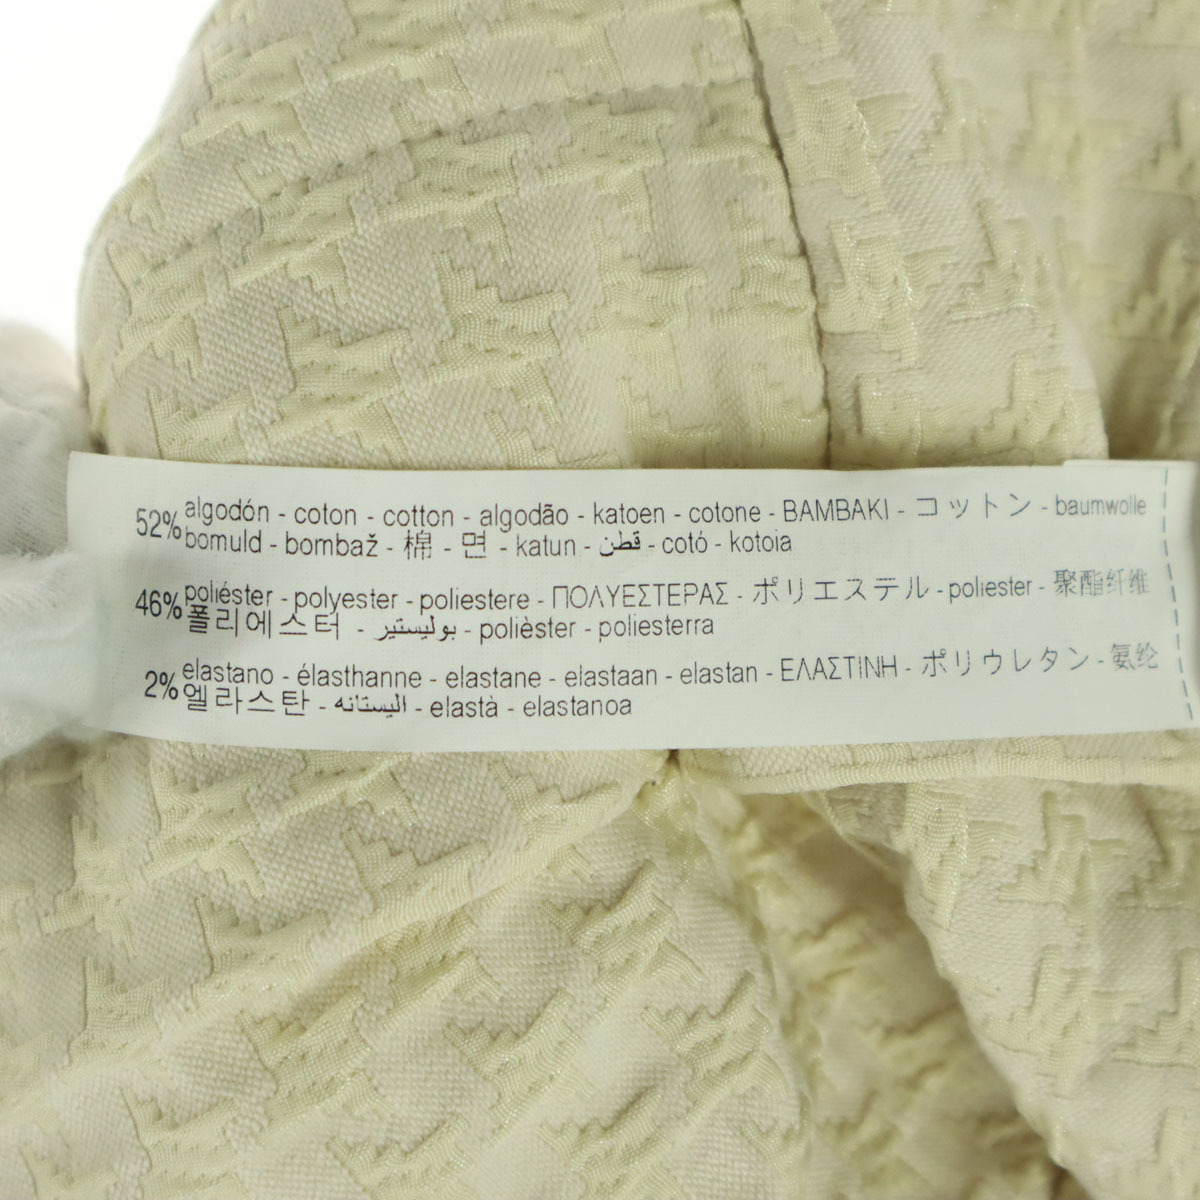 52% algodón - coton - cotton - algodão - katoen - cotone - BAMBAKI - コットン - baumwolle
bomuld - bombaž - 棉 - 면 - katun - قطن - cotó - kotoia
46% poliéster - polyester - poliestere - ΠΟΛΥΕΣΤΕΡΑΣ - ポリエステル - poliester - 聚酯纤维
폴리에스터 - بوليستير - polièster - poliesterra
2% elastano - élasthanne - elastane - elastaan - elastan - ΕΛΑΣΤΙΝΗ - ポリウレタン - 氨纶
엘라스탄 - اليستانه - elastà - elastanoa